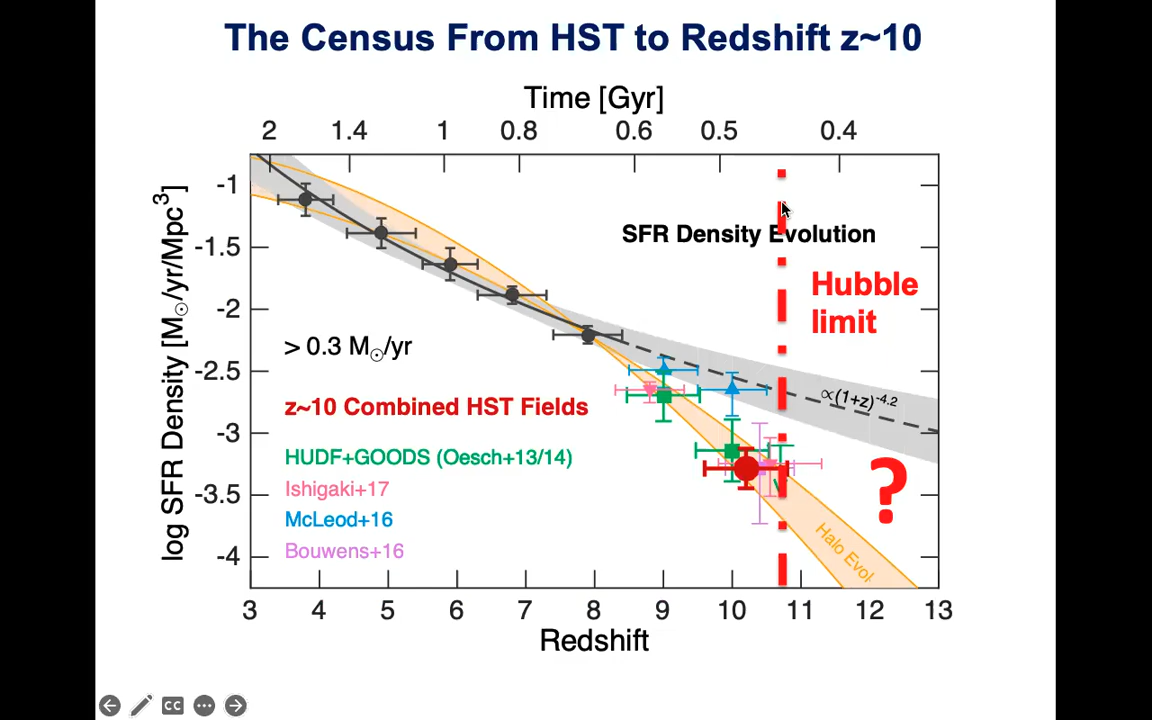 The Census From HST to Redshift z~10
Time [Gyr]
2 1.4 1 0.8 0.6 0.5 0.4
log SFR Density [M☉/yr/Mpc³]
-1
-1.5
-2
-2.5
-3
-3.5
-4
SFR Density Evolution
Hubble
limit
> 0.3 M☉/yr
∝(1+z)-4.2
z~10 Combined HST Fields
HUDF+GOODS (Oesch+13/14)
Ishigaki+17
McLeod+16
Bouwens+16
?
Halo Evol.
3 4 5 6 7 8 9 10 11 12 13
Redshift
CC